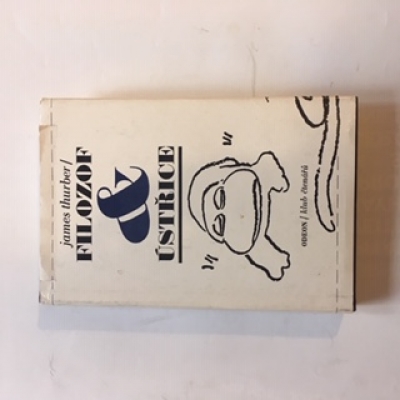 james thurber/
FILOZOF
&
ÚSTŘICE
ODEON / klub čtenářů